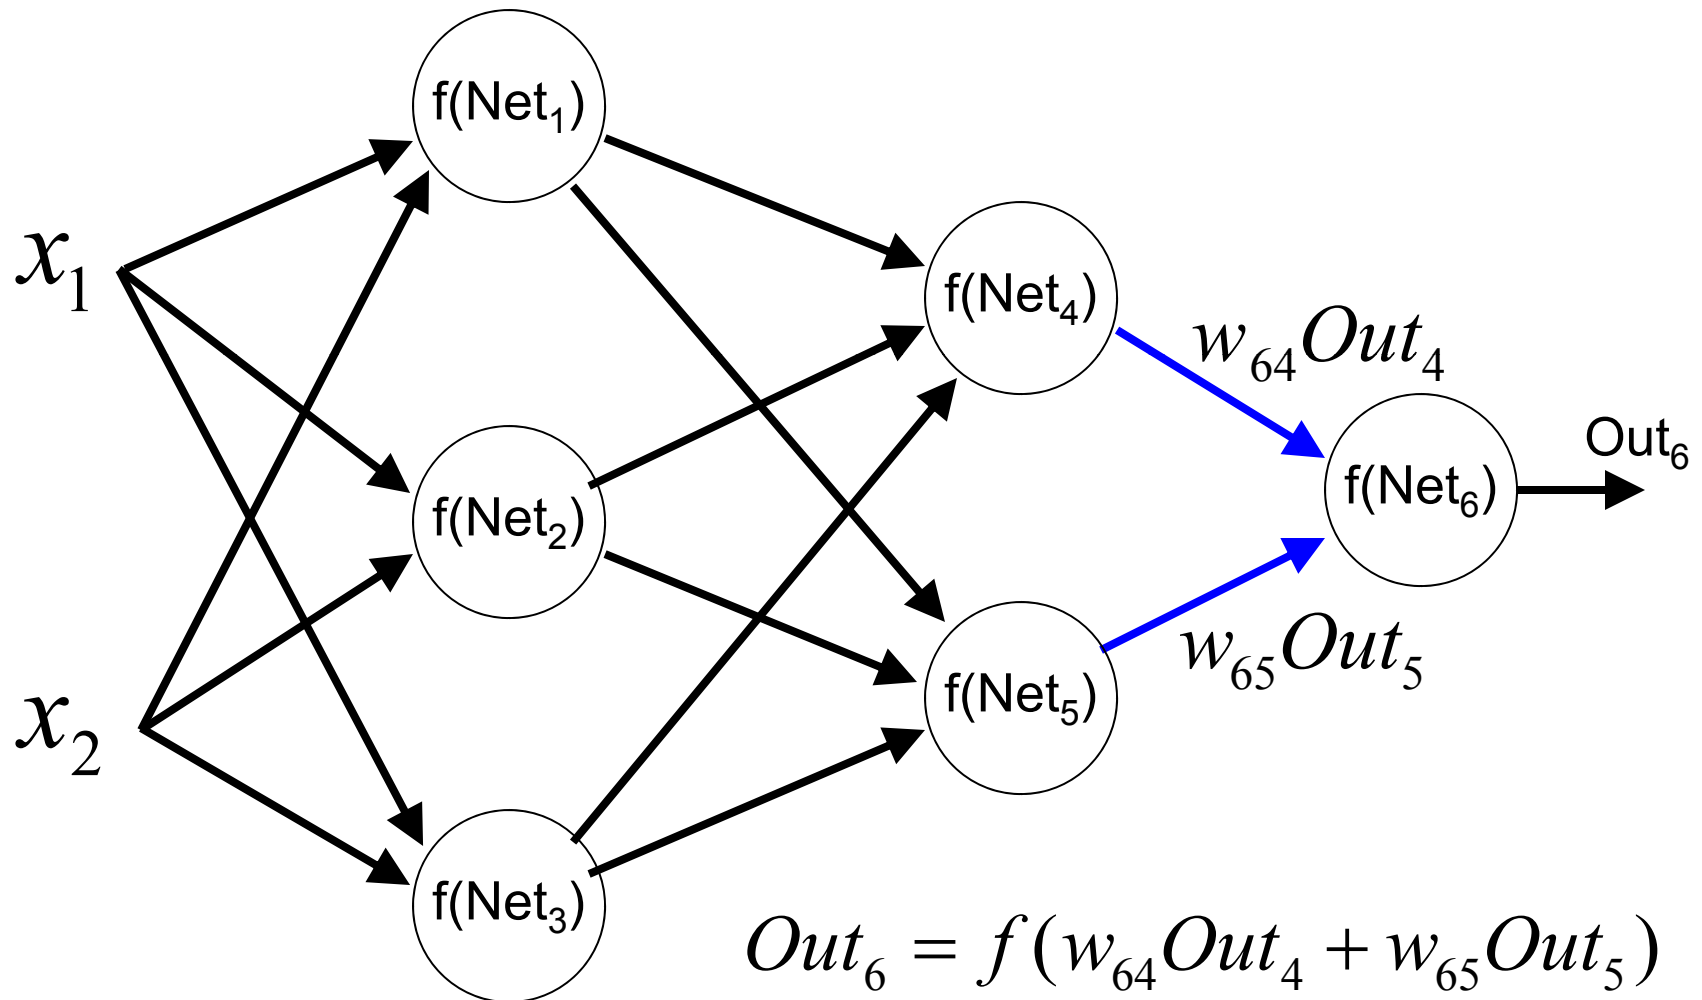 f(Net₁)
x₁
f(Net₄)
w₆₄Out₄
Out₆
f(Net₆)
f(Net₂)
w₆₅Out₅
f(Net₅)
x₂
f(Net₃)
Out₆ = f(w₆₄Out₄ + w₆₅Out₅)